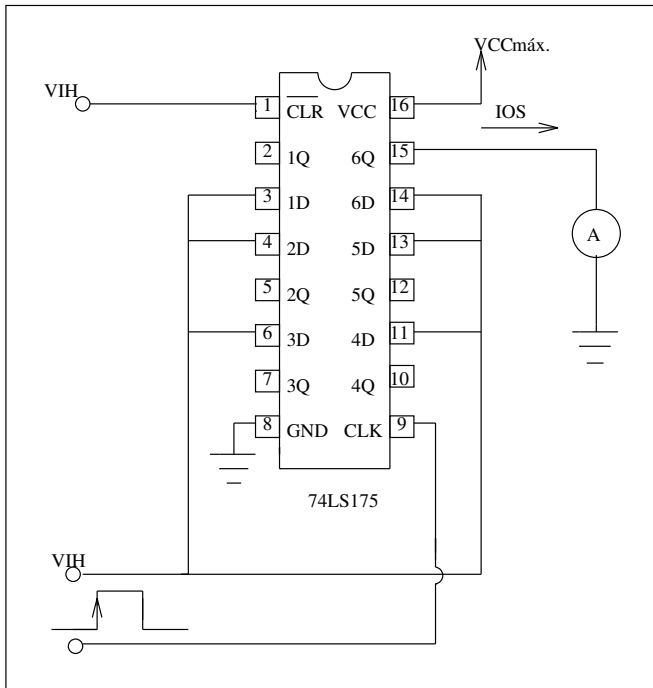 VCCmáx.
VIH
1 CLR VCC 16
IOS
2 1Q 6Q 15
3 1D 6D 14
4 2D 5D 13
A
5 2Q 5Q 12
6 3D 4D 11
7 3Q 4Q 10
8 GND CLK 9
74LS175
VIH